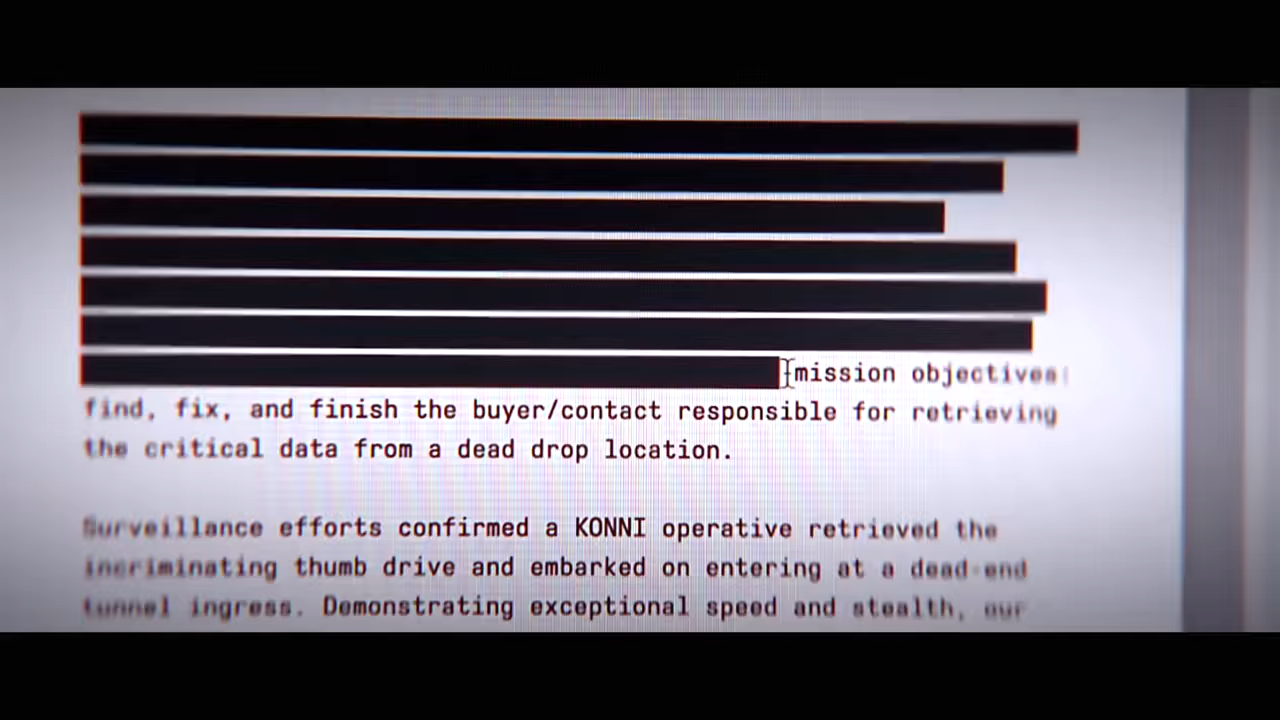 mission objectives:
find, fix, and finish the buyer/contact responsible for retrieving
the critical data from a dead drop location.
Surveillance efforts confirmed a KONNI operative retrieved the
incriminating thumb drive and embarked on entering at a dead-end
tunnel ingress. Demonstrating exceptional speed and stealth, our